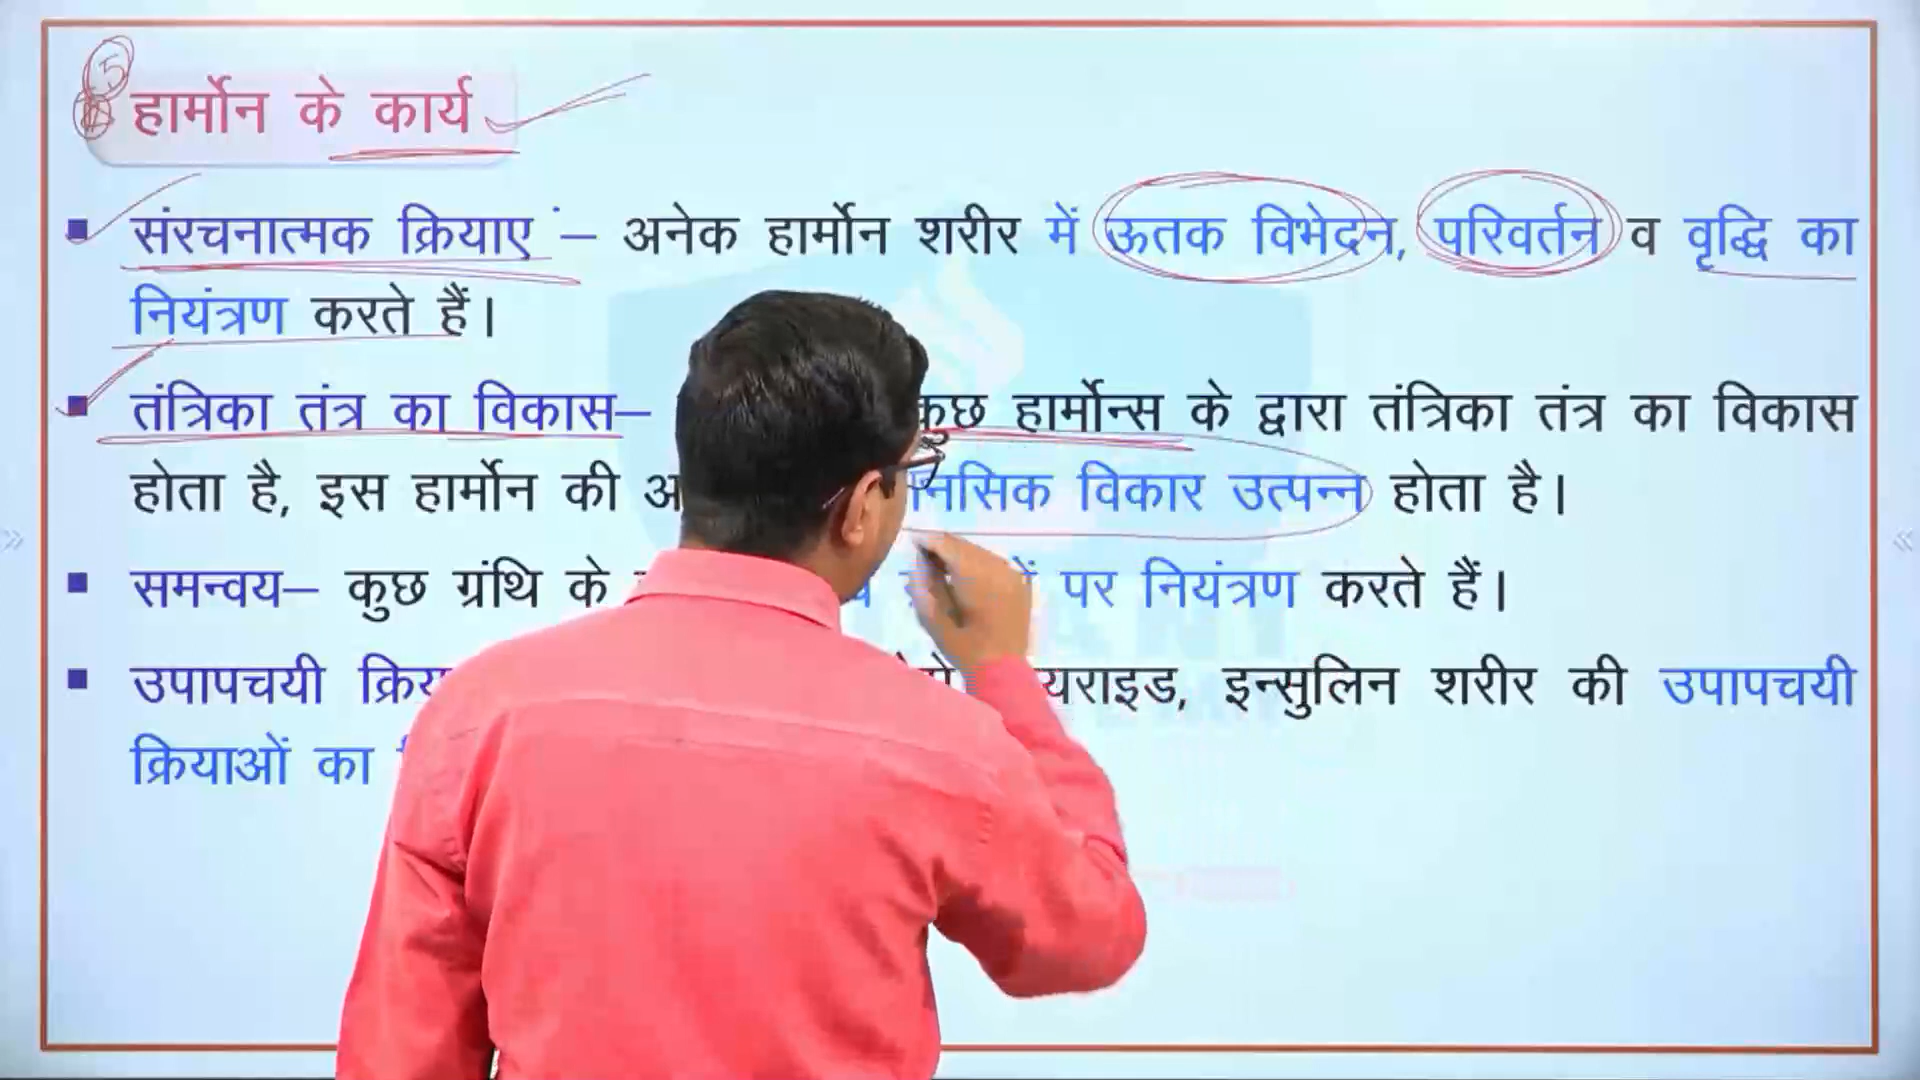 5
हार्मोन के कार्य
संरचनात्मक क्रियाए ं – अनेक हार्मोन शरीर में ऊतक विभेदन, परिवर्तन व वृद्धि का
नियंत्रण करते हैं।
तंत्रिका तंत्र का विकास– कुछ हार्मोन्स के द्वारा तंत्रिका तंत्र का विकास
होता है, इस हार्मोन की विकार उत्पन्न होता है।
समन्वय– कुछ ग्रंथि के पर नियंत्रण करते हैं।
उपापचयी इन्सुलिन शरीर की उपापचयी
क्रियाओं का